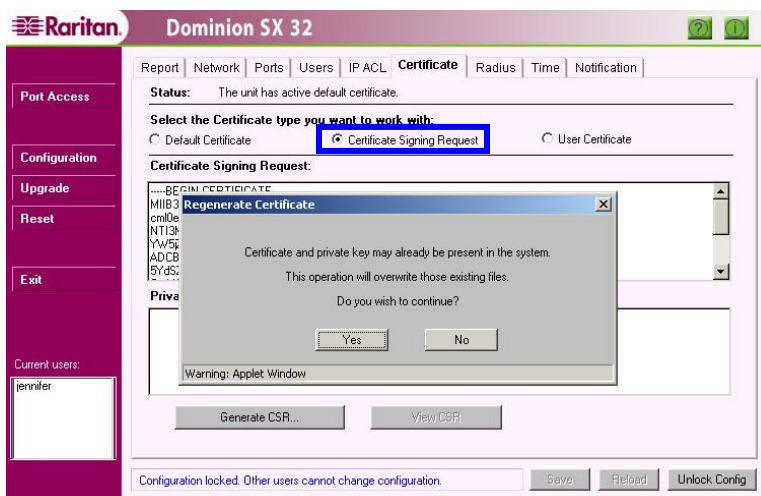 Raritan.
Dominion SX 32
Report Network Ports Users IP ACL Certificate Radius Time Notification
Port Access
Configuration
Upgrade
Reset
Exit
Current users:
jennifer
Status: The unit has active default certificate.
Select the Certificate type you want to work with:
Default Certificate Certificate Signing Request User Certificate
Certificate Signing Request:
-----BEGIN CERTIFICATE
MIIB3
cml0e
NTI3
ADCB
Regenerate Certificate
Certificate and private key may already be present in the system.
This operation will overwrite those existing files.
Do you wish to continue?
Yes No
Warning: Applet Window
Priva
Generate CSR... View CSR
Configuration locked. Other users cannot change configuration.
Save Reload Unlock Config